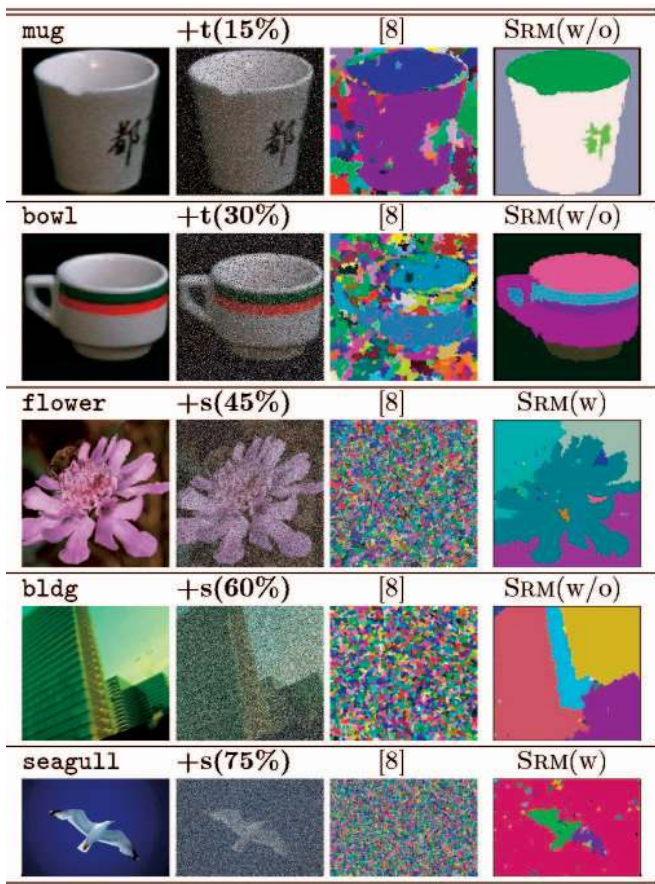 mug +t(15%) [8] SRM(w/o)
都
bowl +t(30%) [8] SRM(w/o)
flower +s(45%) [8] SRM(w)
bldg +s(60%) [8] SRM(w/o)
seagull +s(75%) [8] SRM(w)